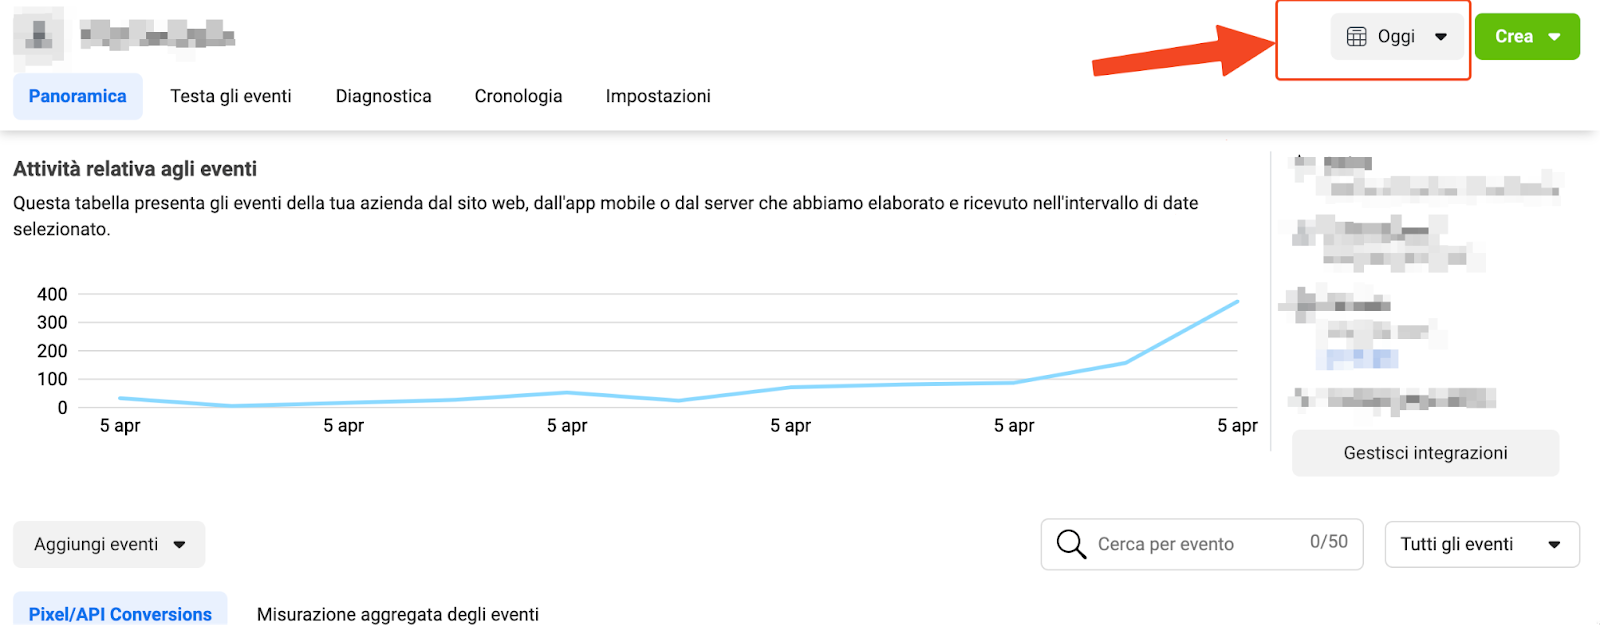 Oggi
Crea
Panoramica
Testa gli eventi
Diagnostica
Cronologia
Impostazioni
Attività relativa agli eventi
Questa tabella presenta gli eventi della tua azienda dal sito web, dall'app mobile o dal server che abbiamo elaborato e ricevuto nell'intervallo di date
selezionato.
400
300
200
100
0
5 apr
5 apr
5 apr
5 apr
5 apr
5 apr
Gestisci integrazioni
Aggiungi eventi
Cerca per evento
0/50
Tutti gli eventi
Pixel/API Conversions
Misurazione aggregata degli eventi